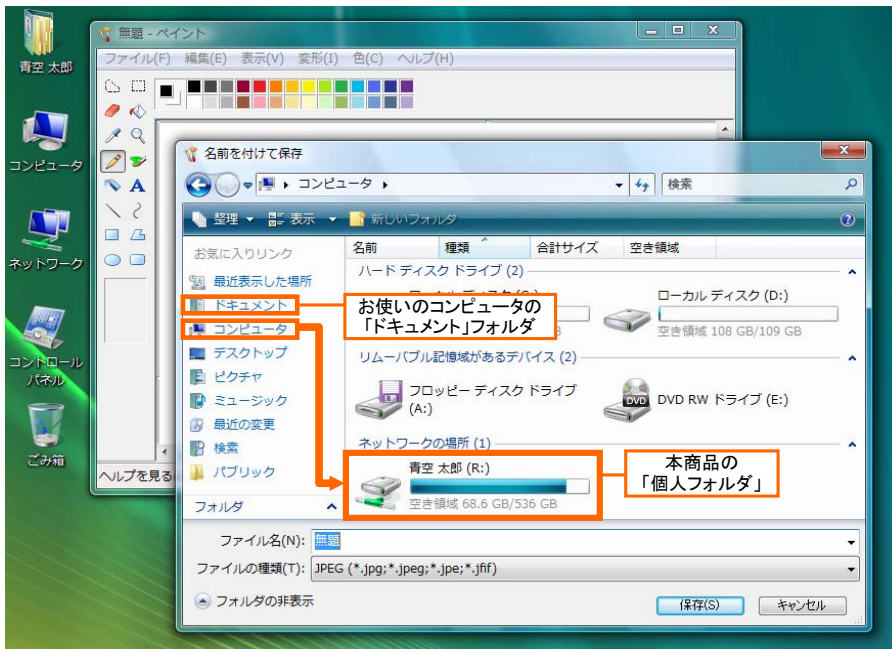 青空 太郎
コンピュータ
ネットワーク
コントロール
パネル
ごみ箱
無題 - ペイント
ファイル(F) 編集(E) 表示(V) 変形(I) 色(C) ヘルプ(H)
A
ヘルプを見る
名前を付けて保存
コンピュータ
検索
整理 表示 新しいフォルダ
お気に入りリンク
最近表示した場所
ドキュメント
コンピュータ
デスクトップ
ピクチャ
ミュージック
最近の変更
検索
パブリック
フォルダ
名前 種類 合計サイズ 空き領域
ハード ディスク ドライブ (2)
お使いのコンピュータの
「ドキュメント」フォルダ
ローカル ディスク (D:)
空き領域 108 GB/109 GB
リムーバブル記憶域があるデバイス (2)
フロッピー ディスク ドライブ
(A:)
DVD
DVD RW ドライブ (E:)
ネットワークの場所 (1)
青空 太郎 (R:)
空き領域 68.6 GB/536 GB
本商品の
「個人フォルダ」
ファイル名(N): 無題
ファイルの種類(T): JPEG (*.jpg;*.jpeg;*.jpe;*.jfif)
フォルダの非表示
保存(S) キャンセル